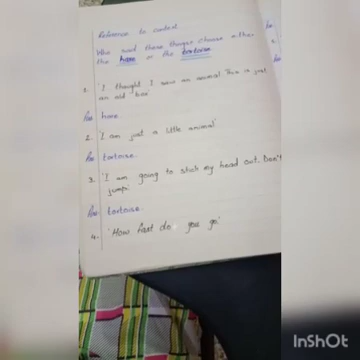 Reference to context
Who said these things choose either
the hare or the tortoise.
1. 'I thought I saw an animal This is just
an old box'
Ans hare.
2. 'I am just a little animal'
Ans tortoise.
3. 'I am going to stick my head out. Don't
jump'.
Ans tortoise.
4. 'How fast do you go'
InShOt